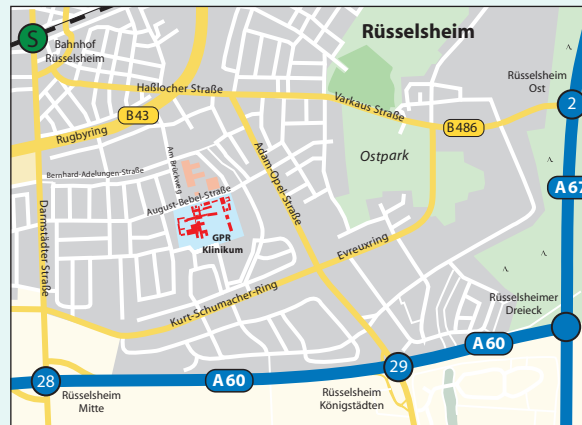 Rüsselsheim
S
Bahnhof
Rüsselsheim
Haßlocher Straße
B43
Rugbyring
Varkaus Straße
B486
Rüsselsheim
Ost
2
Bernhard-Adelungen-Straße
Am Brückweg
August-Bebel-Straße
Adam-Opel-Straße
Ostpark
A67
Darmstädter Straße
GPR
Klinikum
Evreuxring
Kurt-Schumacher-Ring
Rüsselsheimer
Dreieck
28
A60
29
A60
Rüsselsheim
Mitte
Rüsselsheim
Königstädten